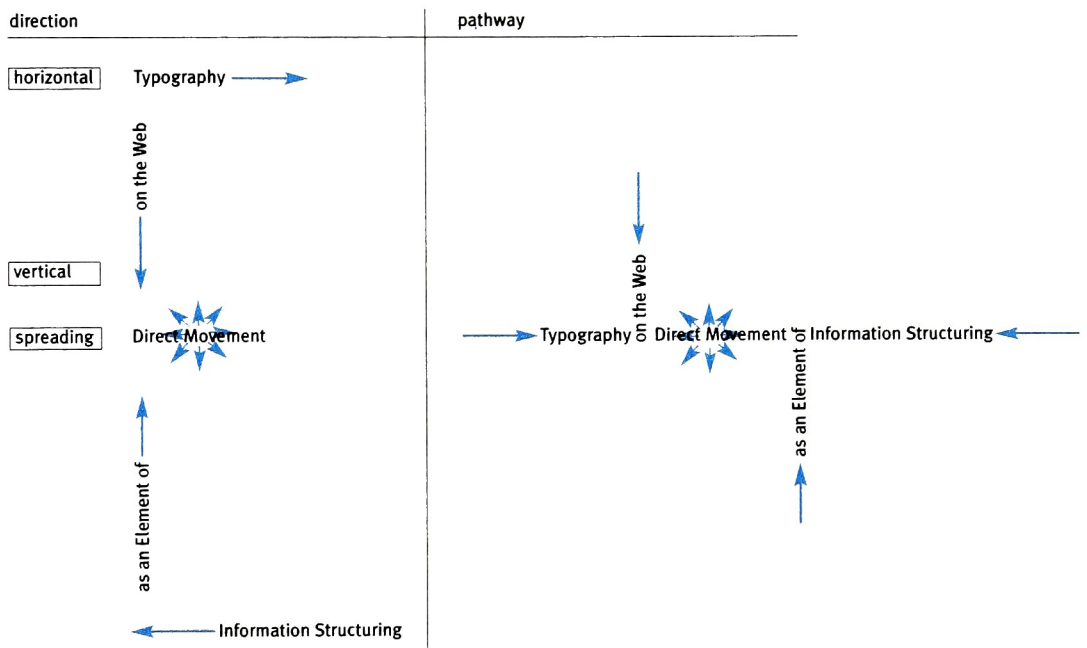 direction
pathway
horizontal
Typography
on the Web
vertical
spreading
Direct Movement
as an Element of
Information Structuring
Typography
on the Web
Direct Movement
as an Element of
Information Structuring